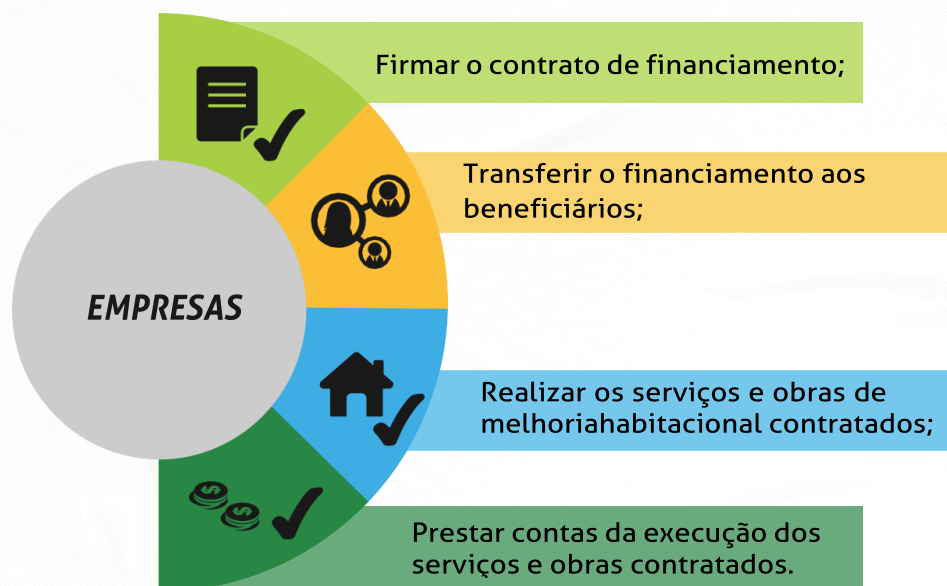 Firmar o contrato de financiamento;
Transferir o financiamento aos
beneficiários;
EMPRESAS
Realizar os serviços e obras de
melhoriahabitacional contratados;
Prestar contas da execução dos
serviços e obras contratados.